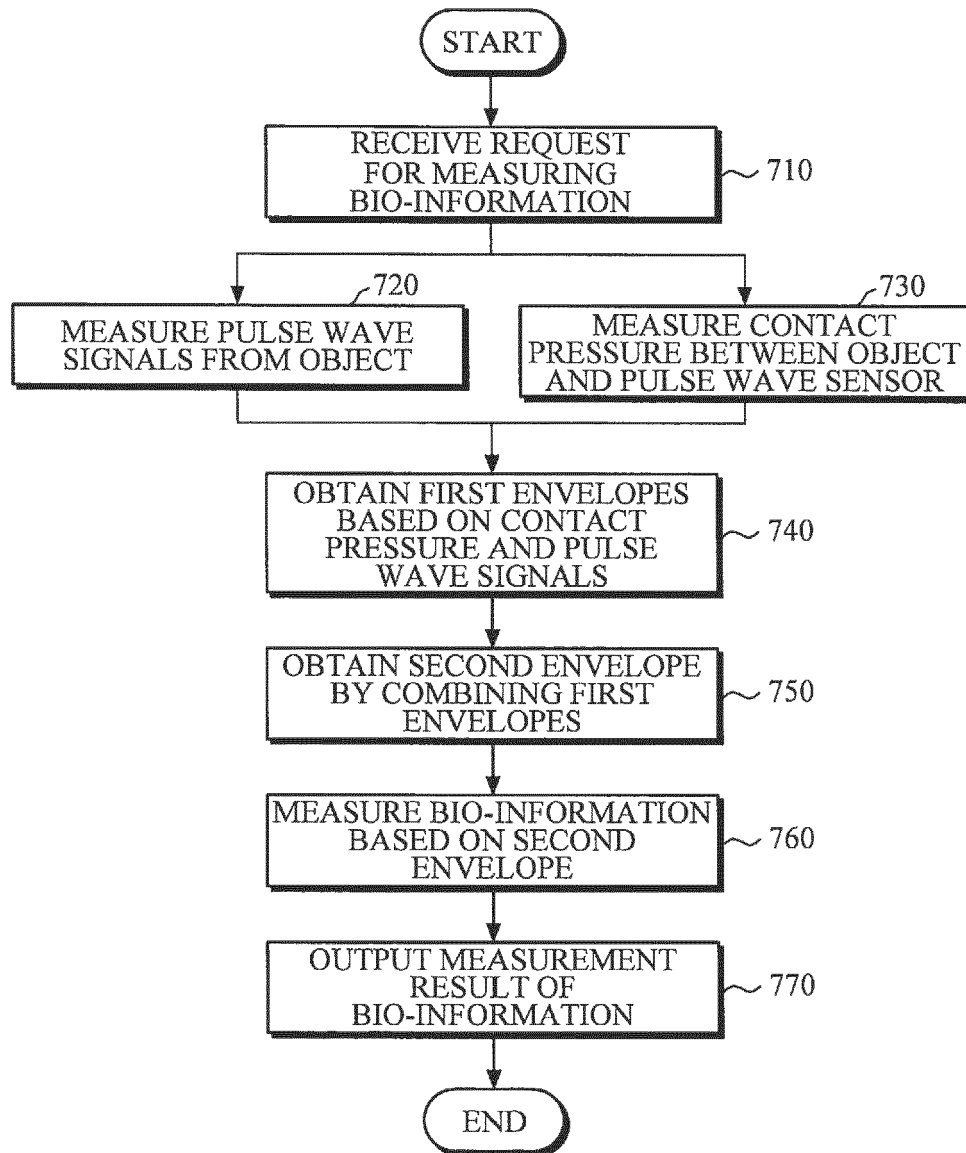 START
RECEIVE REQUEST
FOR MEASURING
BIO-INFORMATION
710
720
MEASURE PULSE WAVE
SIGNALS FROM OBJECT
730
MEASURE CONTACT
PRESSURE BETWEEN OBJECT
AND PULSE WAVE SENSOR
OBTAIN FIRST ENVELOPES
BASED ON CONTACT
PRESSURE AND PULSE
WAVE SIGNALS
740
OBTAIN SECOND ENVELOPE
BY COMBINING FIRST
ENVELOPES
750
MEASURE BIO-INFORMATION
BASED ON SECOND
ENVELOPE
760
OUTPUT MEASUREMENT
RESULT OF
BIO-INFORMATION
770
END